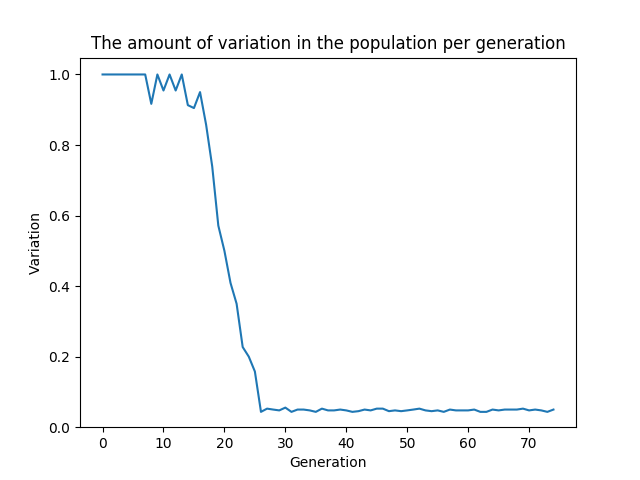 The amount of variation in the population per generation
1.0
0.8
0.6
0.4
0.2
0.0
Variation
0 10 20 30 40 50 60 70
Generation